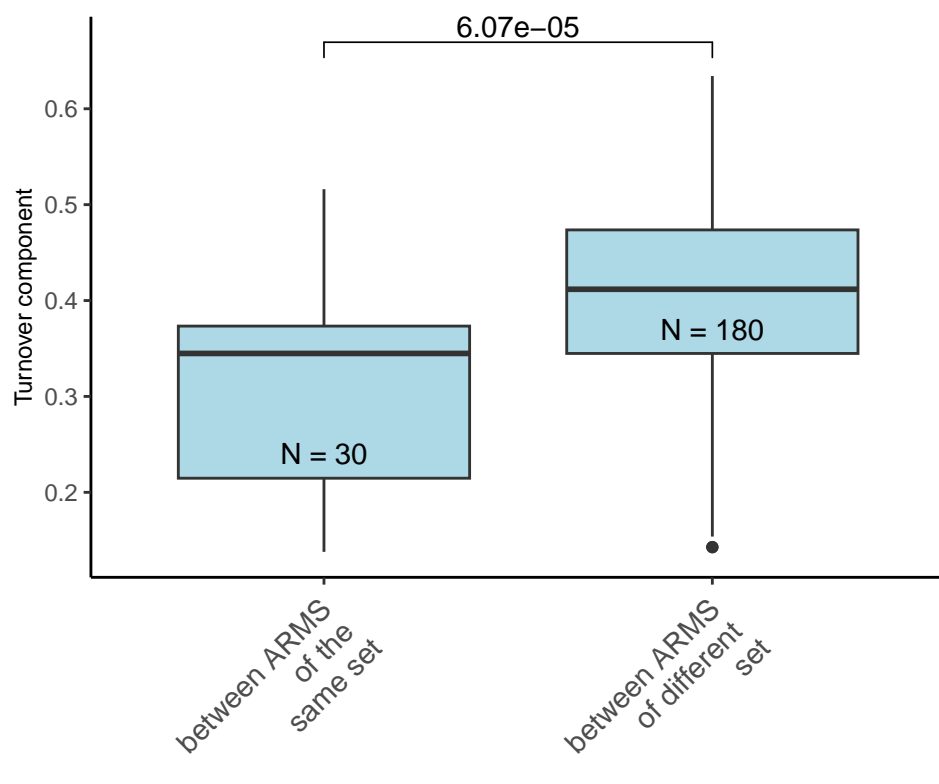 6.07e−05
0.6
0.5
0.4
0.3
0.2
Turnover component
N = 30
N = 180
between ARMS
of the
same set
between ARMS
of different
set